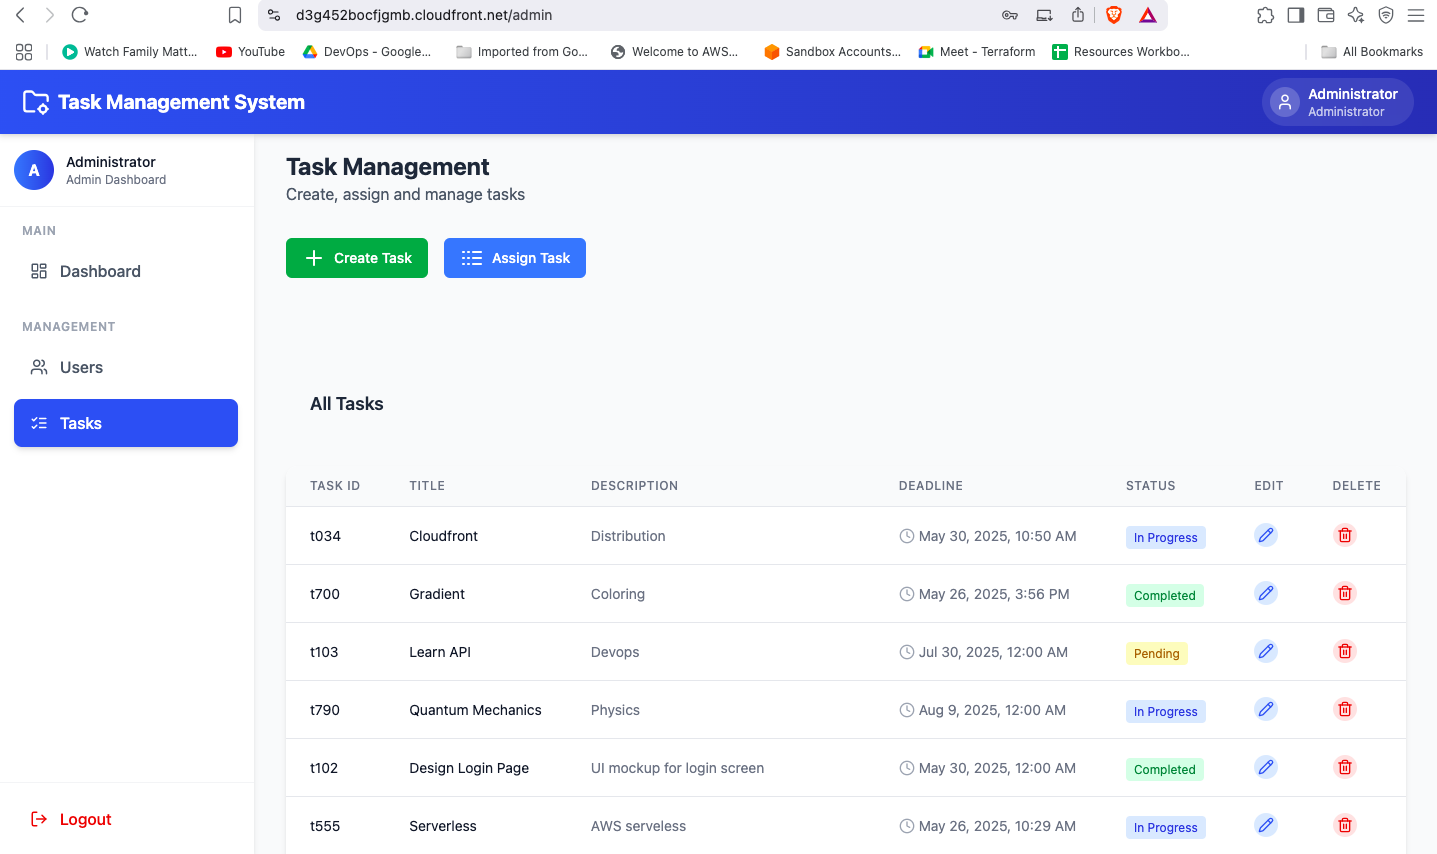 d3g452bocfjgmb.cloudfront.net/admin
Watch Family Matt... YouTube DevOps - Google... Imported from Go... Welcome to AWS... Sandbox Accounts... Meet - Terraform Resources Workbo... All Bookmarks
Task Management System
Administrator
Administrator
A
Administrator
Admin Dashboard
MAIN
Dashboard
MANAGEMENT
Users
Tasks
Logout
Task Management
Create, assign and manage tasks
Create Task Assign Task
All Tasks
TASK ID TITLE DESCRIPTION DEADLINE STATUS EDIT DELETE
t034 Cloudfront Distribution May 30, 2025, 10:50 AM In Progress
t700 Gradient Coloring May 26, 2025, 3:56 PM Completed
t103 Learn API Devops Jul 30, 2025, 12:00 AM Pending
t790 Quantum Mechanics Physics Aug 9, 2025, 12:00 AM In Progress
t102 Design Login Page UI mockup for login screen May 30, 2025, 12:00 AM Completed
t555 Serverless AWS serveless May 26, 2025, 10:29 AM In Progress